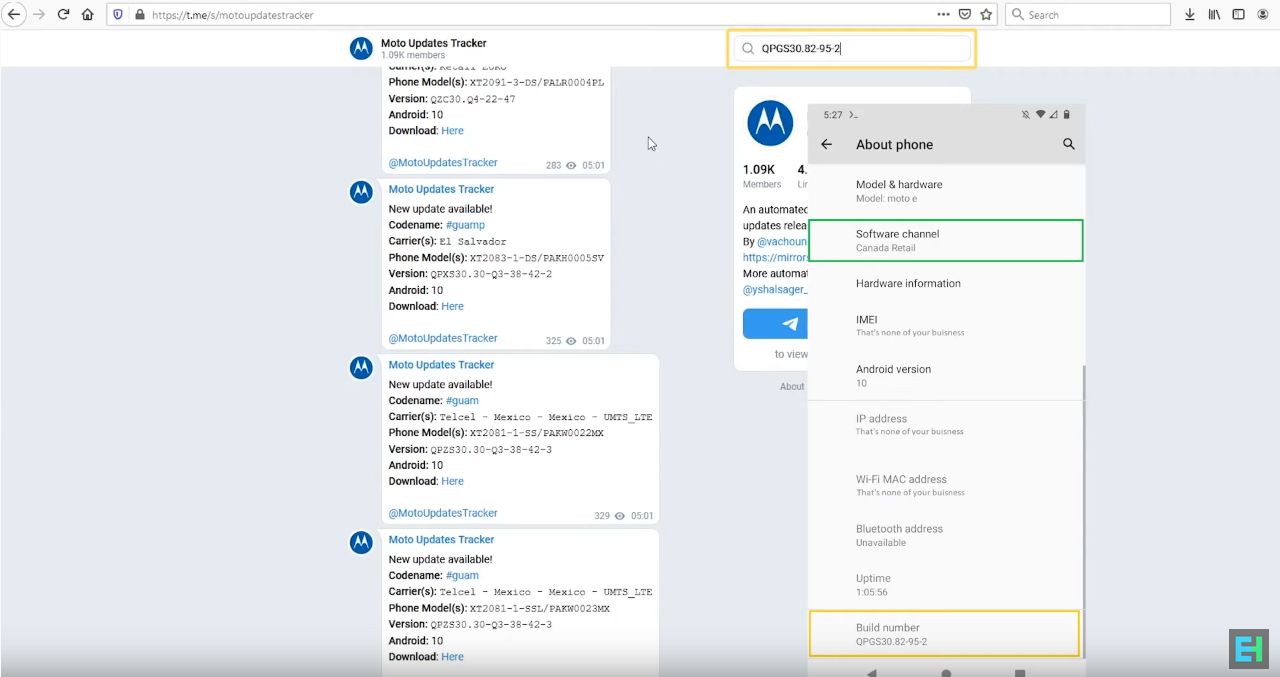 https://t.me/s/motoupdatestracker
Search
Moto Updates Tracker
1.09K members
QPGS30.82-95-2
Carrier(s): Retail EURO
Phone Model(s): XT2091-3-DS/PALR0004PL
Version: QZC30.Q4-22-47
Android: 10
Download: Here
@MotoUpdatesTracker
283 05:01
Moto Updates Tracker
New update available!
Codename: #guamp
Carrier(s): El Salvador
Phone Model(s): XT2083-1-DS/PAKH0005SV
Version: QPXS30.30-Q3-38-42-2
Android: 10
Download: Here
@MotoUpdatesTracker
325 05:01
Moto Updates Tracker
New update available!
Codename: #guam
Carrier(s): Telcel - Mexico - Mexico - UMTS_LTE
Phone Model(s): XT2081-1-SS/PAKW0022MX
Version: QPZS30.30-Q3-38-42-3
Android: 10
Download: Here
@MotoUpdatesTracker
329 05:01
Moto Updates Tracker
New update available!
Codename: #guam
Carrier(s): Telcel - Mexico - Mexico - UMTS_LTE
Phone Model(s): XT2081-1-SSL/PAKW0023MX
Version: QPZS30.30-Q3-38-42-3
Android: 10
Download: Here
1.09K 4.
Members Lin
An automated
updates relea
By @vachoun
https://mirrors
More automat
@yshalsager_
to view
About
5:27
About phone
Model & hardware
Model: moto e
Software channel
Canada Retail
Hardware information
IMEI
That's none of your buisness
Android version
10
IP address
That's none of your buisness
Wi-Fi MAC address
That's none of your buisness
Bluetooth address
Unavailable
Uptime
1:05:56
Build number
QPGS30.82-95-2
EH